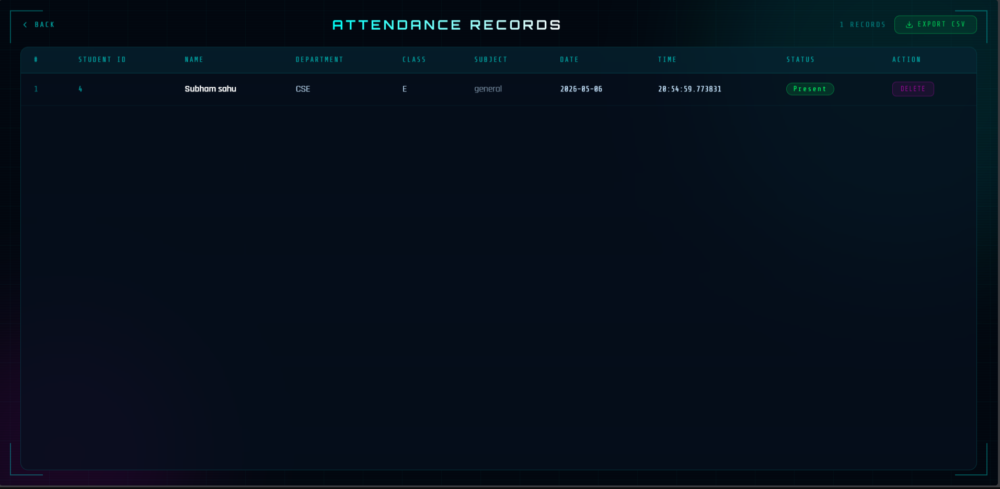 BACK
ATTENDANCE RECORDS
1 RECORDS
EXPORT CSV
# STUDENT ID NAME DEPARTMENT CLASS SUBJECT DATE TIME STATUS ACTION
1 4 Subham sahu CSE E general 2026-05-06 20:54:59.773831 Present DELETE